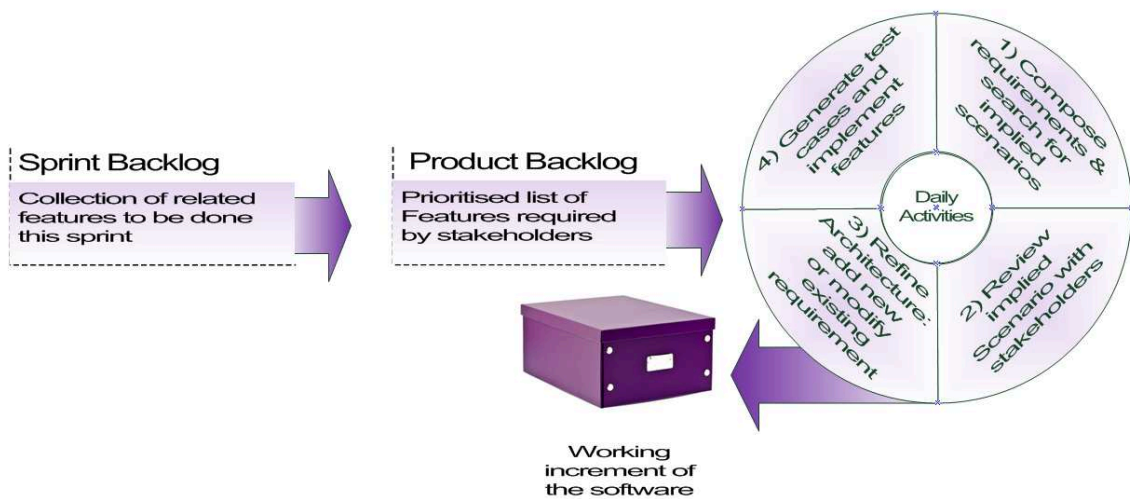 Sprint Backlog
Collection of related
features to be done
this sprint
Product Backlog
Prioritised list of
Features required
by stakeholders
Daily
Activities
1) Compose
requirements &
search for
implied
scenarios
2) Review
implied
Scenario with
stakeholders
3) Refine
Architecture:
add new
or modify
existing
requirement
4) Generate test
cases and
implement
features
Working
increment of
the software